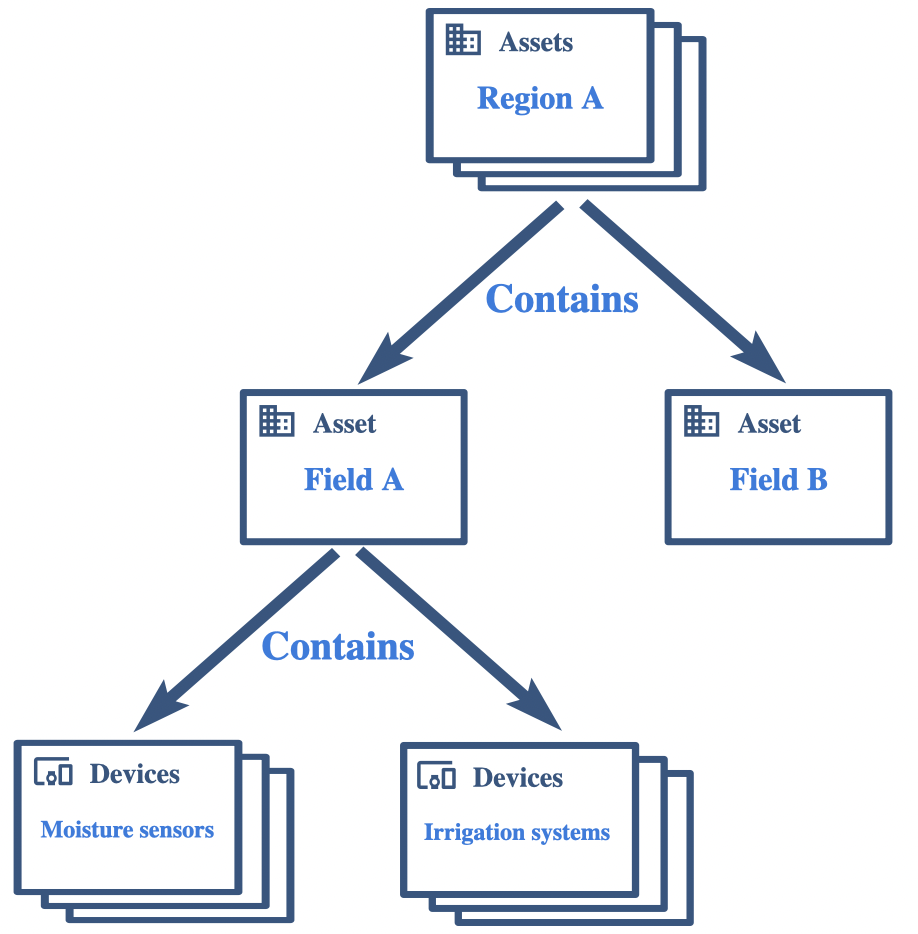 Assets
Region A
Contains
Asset
Field A
Asset
Field B
Contains
Devices
Moisture sensors
Devices
Irrigation systems